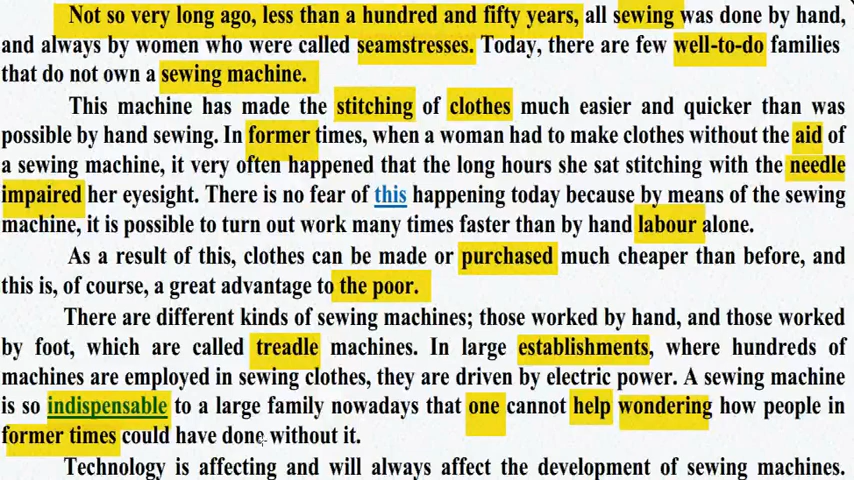 Not so very long ago, less than a hundred and fifty years, all sewing was done by hand,
and always by women who were called seamstresses. Today, there are few well-to-do families
that do not own a sewing machine.
This machine has made the stitching of clothes much easier and quicker than was
possible by hand sewing. In former times, when a woman had to make clothes without the aid of
a sewing machine, it very often happened that the long hours she sat stitching with the needle
impaired her eyesight. There is no fear of this happening today because by means of the sewing
machine, it is possible to turn out work many times faster than by hand labour alone.
As a result of this, clothes can be made or purchased much cheaper than before, and
this is, of course, a great advantage to the poor.
There are different kinds of sewing machines; those worked by hand, and those worked
by foot, which are called treadle machines. In large establishments, where hundreds of
machines are employed in sewing clothes, they are driven by electric power. A sewing machine
is so indispensable to a large family nowadays that one cannot help wondering how people in
former times could have done without it.
Technology is affecting and will always affect the development of sewing machines.